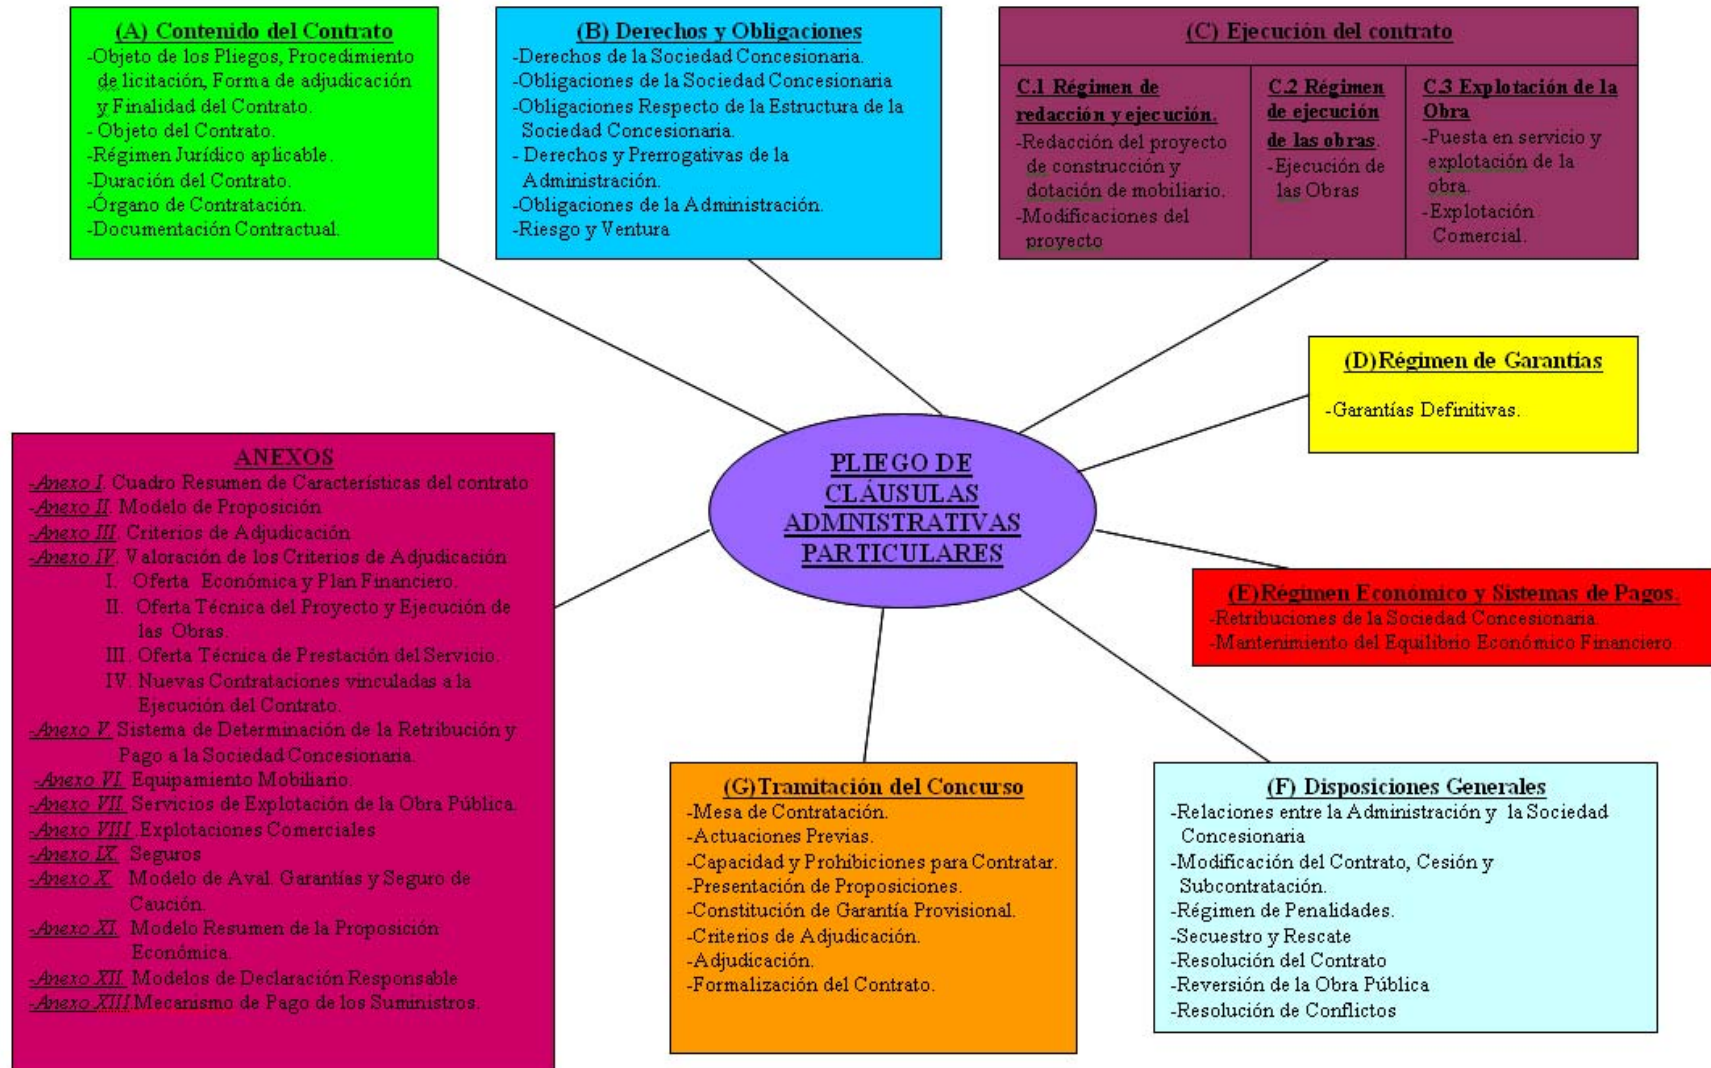 (A) Contenido del Contrato
-Objeto de los Pliegos, Procedimiento
de licitación, Forma de adjudicación
y Finalidad del Contrato.
- Objeto del Contrato.
-Régimen Jurídico aplicable.
-Duración del Contrato.
-Órgano de Contratación.
-Documentación Contractual.
(B) Derechos y Obligaciones
-Derechos de la Sociedad Concesionaria.
-Obligaciones de la Sociedad Concesionaria
-Obligaciones Respecto de la Estructura de la
Sociedad Concesionaria.
- Derechos y Prerrogativas de la
Administración.
-Obligaciones de la Administración.
-Riesgo y Ventura
(C) Ejecución del contrato
C.1 Régimen de
redacción y ejecución.
-Redacción del proyecto
de construcción y
dotación de mobiliario.
-Modificaciones del
proyecto
C.2 Régimen
de ejecución
de las obras.
-Ejecución de
las Obras
C.3 Explotación de la
Obra
-Puesta en servicio y
explotación de la
obra.
-Explotación
Comercial.
(D)Régimen de Garantías
-Garantías Definitivas.
PLIEGO DE
CLÁUSULAS
ADMNISTRATIVAS
PARTICULARES
ANEXOS
-Anexo I. Cuadro Resumen de Características del contrato
-Anexo II. Modelo de Proposición
-Anexo III. Criterios de Adjudicación
-Anexo IV. Valoración de los Criterios de Adjudicación
I. Oferta Económica y Plan Financiero.
II. Oferta Técnica del Proyecto y Ejecución de
las Obras.
III. Oferta Técnica de Prestación del Servicio.
IV. Nuevas Contrataciones vinculadas a la
Ejecución del Contrato.
-Anexo V. Sistema de Determinación de la Retribución y
Pago a la Sociedad Concesionaria.
-Anexo VI. Equipamiento Mobiliario.
-Anexo VII. Servicios de Explotación de la Obra Pública.
-Anexo VIII. Explotaciones Comerciales
-Anexo IX. Seguros
-Anexo X. Modelo de Aval. Garantías y Seguro de
Caución.
-Anexo XI. Modelo Resumen de la Proposición
Económica.
-Anexo XII. Modelos de Declaración Responsable
-Anexo XIII.Mecanismo de Pago de los Suministros.
(E)Régimen Económico y Sistemas de Pagos.
-Retribuciones de la Sociedad Concesionaria.
-Mantenimiento del Equilibrio Económico Financiero.
(G)Tramitación del Concurso
-Mesa de Contratación.
-Actuaciones Previas.
-Capacidad y Prohibiciones para Contratar.
-Presentación de Proposiciones.
-Constitución de Garantía Provisional.
-Criterios de Adjudicación.
-Adjudicación.
-Formalización del Contrato.
(F) Disposiciones Generales
-Relaciones entre la Administración y la Sociedad
Concesionaria
-Modificación del Contrato, Cesión y
Subcontratación.
-Régimen de Penalidades.
-Secuestro y Rescate
-Resolución del Contrato
-Reversión de la Obra Pública
-Resolución de Conflictos